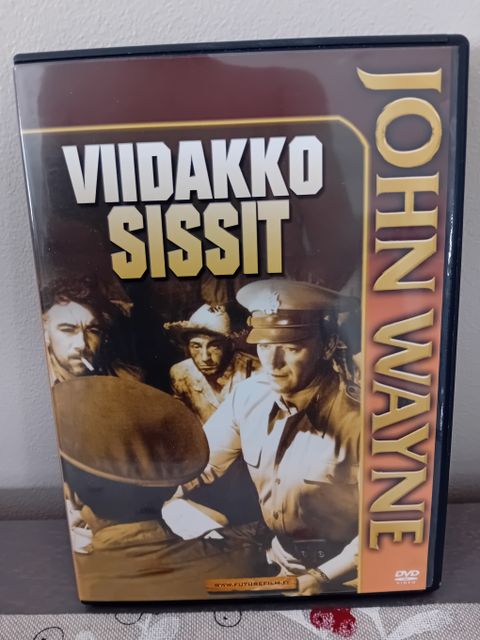 VIIDAKKO
SISSIT
JOHN WAYNE
WWW.FUTUREFILM.FI
DVD
VIDEO